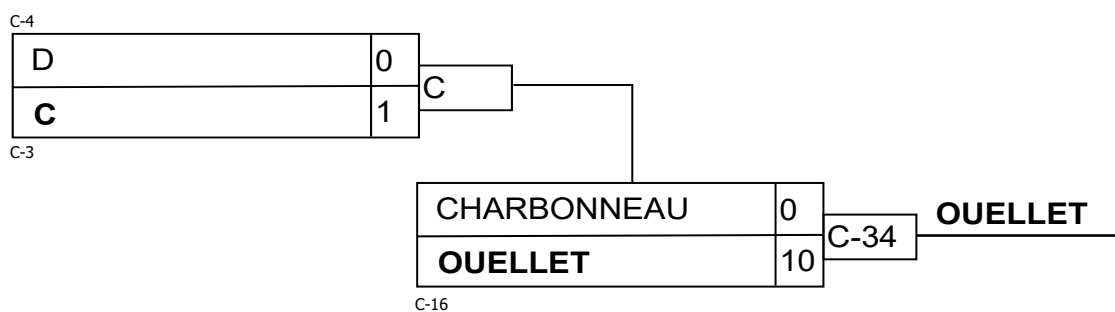 C-4
D 0
C
C 1
C-3
CHARBONNEAU 0
OUELLET
C-34
OUELLET 10
C-16